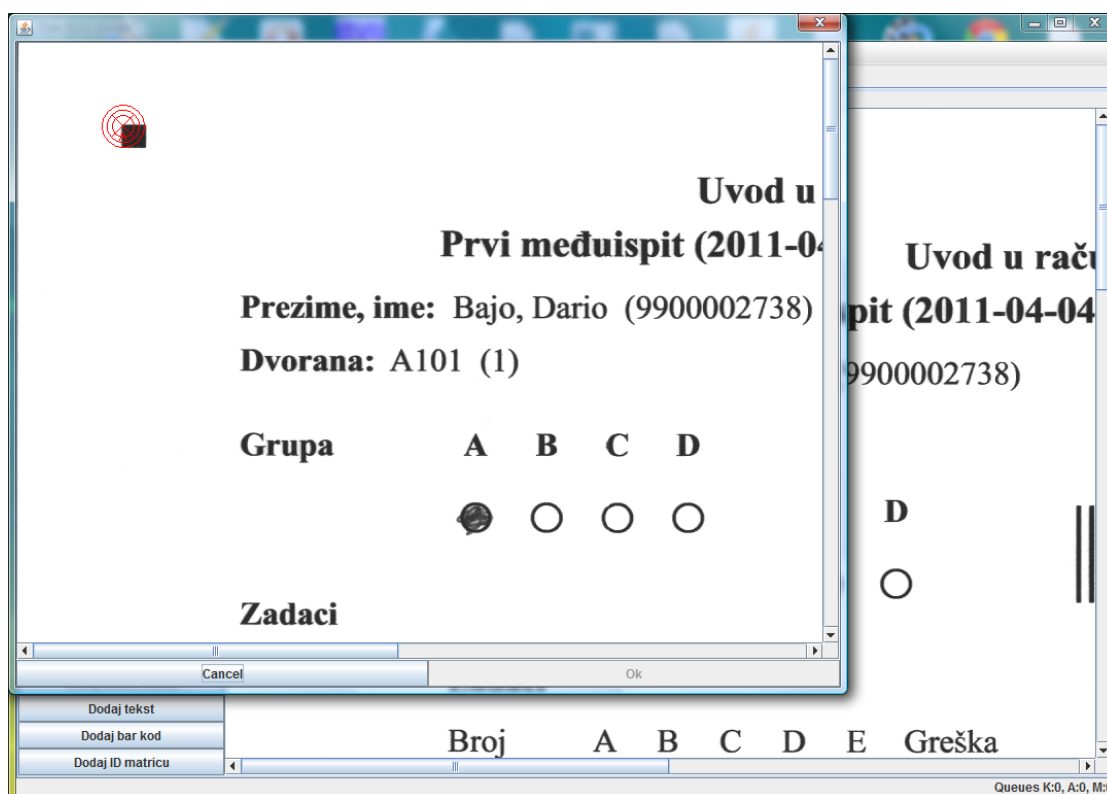 Uvod u
Prvi međuispit (2011-04
Prezime, ime: Bajo, Dario (9900002738)
Dvorana: A101 (1)
Grupa A B C D
Zadaci
Cancel Ok
Uvod u raču
pit (2011-04-04
9900002738)
D
Dodaj tekst
Dodaj bar kod
Dodaj ID matricu
Broj A B C D E Greška
Queues K:0, A:0, M: